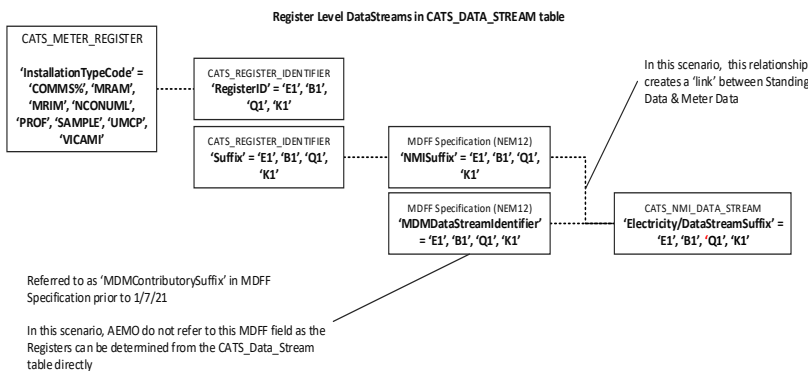 Register Level DataStreams in CATS_DATA_STREAM table
CATS_METER_REGISTER
‘InstallationTypeCode’ =
‘COMMS%’, ‘MRAM’,
‘MRIM’, ‘NCONUML’,
‘PROF’, ‘SAMPLE’, ‘UMCP’,
‘VICAMI’
CATS_REGISTER_IDENTIFIER
‘RegisterID’ = ‘E1’, ‘B1’,
‘Q1’, ‘K1’
CATS_REGISTER_IDENTIFIER
‘Suffix’ = ‘E1’, ‘B1’, ‘Q1’,
‘K1’
MDFF Specification (NEM12)
‘NMISuffix’ = ‘E1’, ‘B1’, ‘Q1’,
‘K1’
MDFF Specification (NEM12)
‘MDMDataStreamIdentifier’
= ‘E1’, ‘B1’, ‘Q1’, ‘K1’
In this scenario, this relationship
creates a ‘link’ between Standing
Data & Meter Data
CATS_NMI_DATA_STREAM
‘Electricity/DataStreamSuffix’ =
‘E1’, ‘B1’, ‘Q1’, ‘K1’
Referred to as ‘MDMContributorySuffix’ in MDFF
Specification prior to 1/7/21
In this scenario, AEMO do not refer to this MDFF field as the
Registers can be determined from the CATS_Data_Stream
table directly